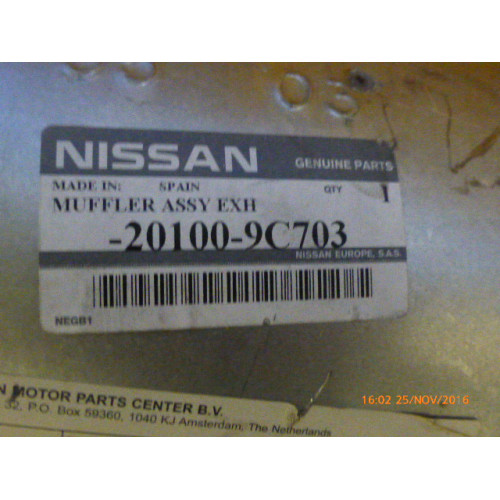 NISSAN
GENUINE PARTS
MADE IN: SPAIN QTY
MUFFLER ASSY EXH 1
-20100-9C703
NISSAN EUROPE, S.A.S.
NEGB1
N MOTOR PARTS CENTER B.V.
32, P.O. Box 59360, 1040 KJ Amsterdam, The Netherlands
16:02 25/NOV/2016